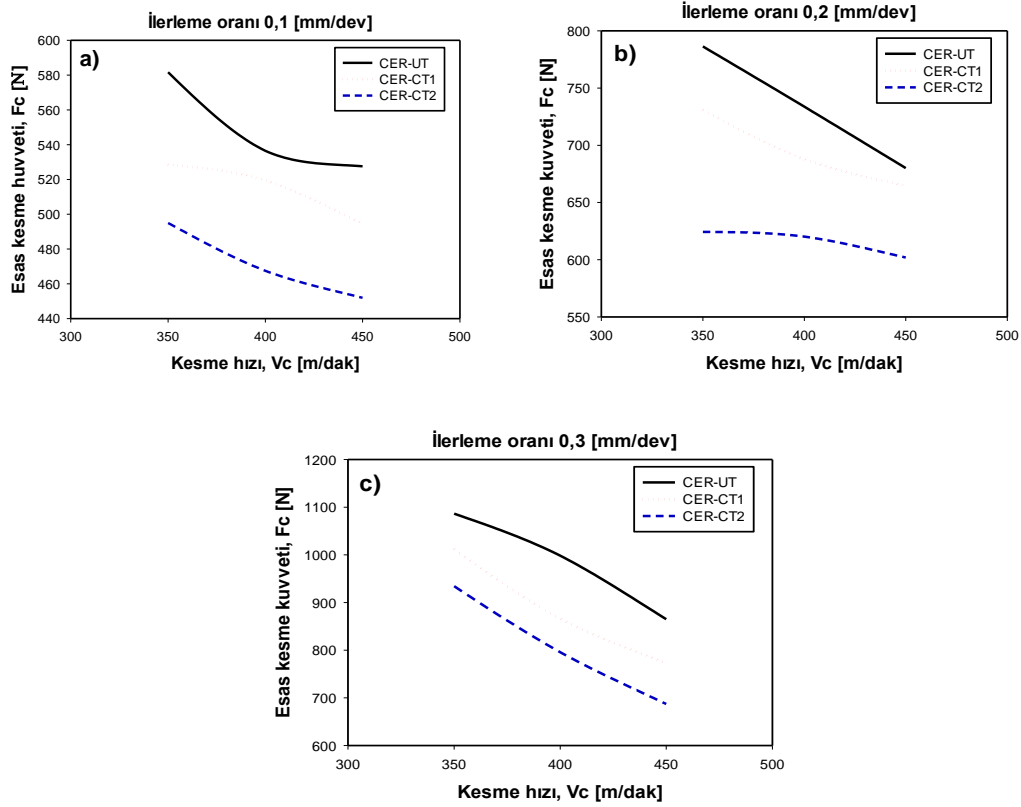 İlerleme oranı 0,1 [mm/dev]
a)
CER-UT
CER-CT1
CER-CT2
Esas kesme huvveti, Fc [N]
600
580
560
540
520
500
480
460
440
300 350 400 450 500
Kesme hızı, Vc [m/dak]
İlerleme oranı 0,2 [mm/dev]
b)
CER-UT
CER-CT1
CER-CT2
Esas kesme kuvveti, Fc [N]
800
750
700
650
600
550
300 350 400 450 500
Kesme hızı, Vc [m/dak]
İlerleme oranı 0,3 [mm/dev]
c)
CER-UT
CER-CT1
CER-CT2
Esas kesme kuvveti, Fc [N]
1200
1100
1000
900
800
700
600
300 350 400 450 500
Kesme hızı, Vc [m/dak]